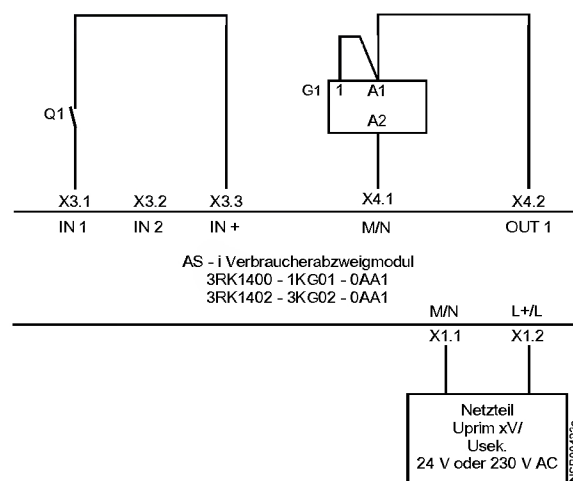 G1 1 A1
Q1
A2
X3.1 X3.2 X3.3 X4.1 X4.2
IN 1 IN 2 IN + M/N OUT 1
AS - i Verbraucherabzweigmodul
3RK1400 - 1KG01 - 0AA1
3RK1402 - 3KG02 - 0AA1
M/N L+/L
X1.1 X1.2
Netzteil
Uprim xV/
Usek.
24 V oder 230 V AC